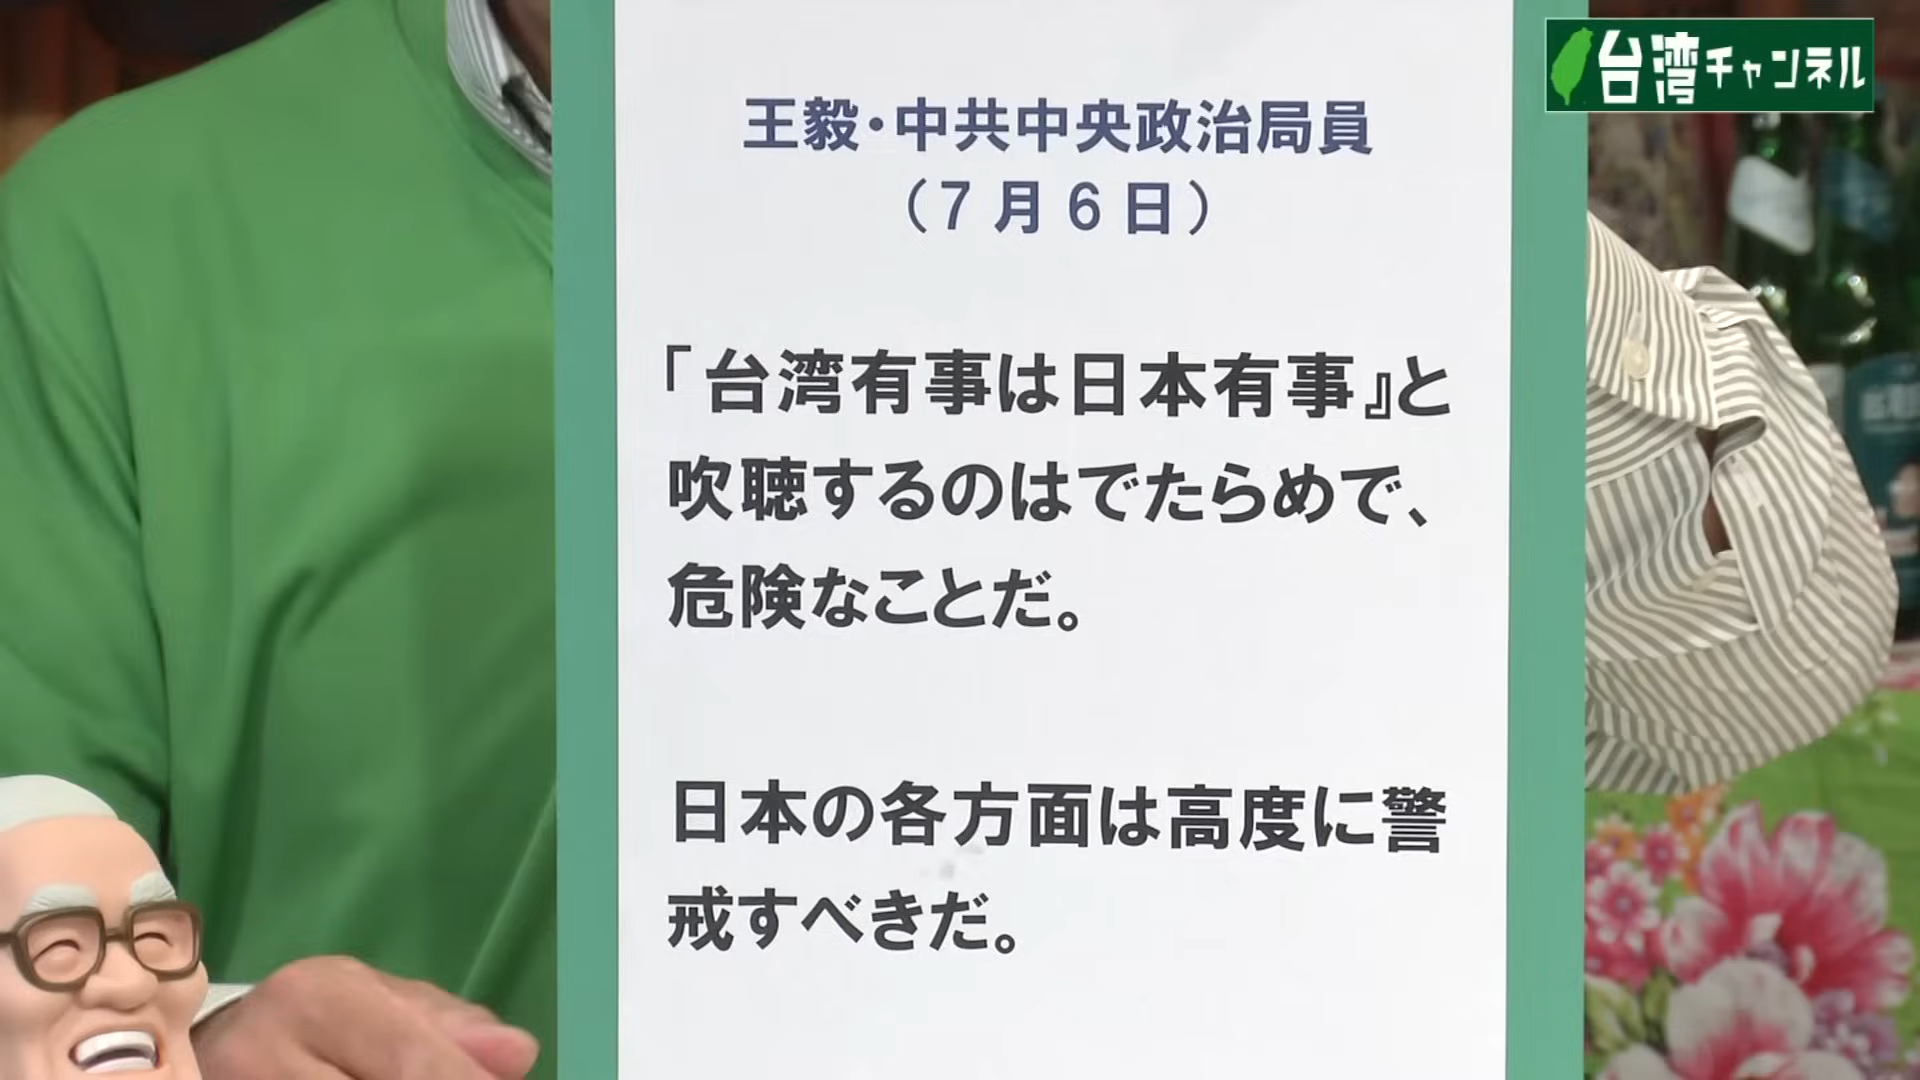 台湾チャンネル
王毅・中共中央政治局員
（７月６日）
「台湾有事は日本有事』と
吹聴するのはでたらめで、
危険なことだ。
日本の各方面は高度に警
戒すべきだ。